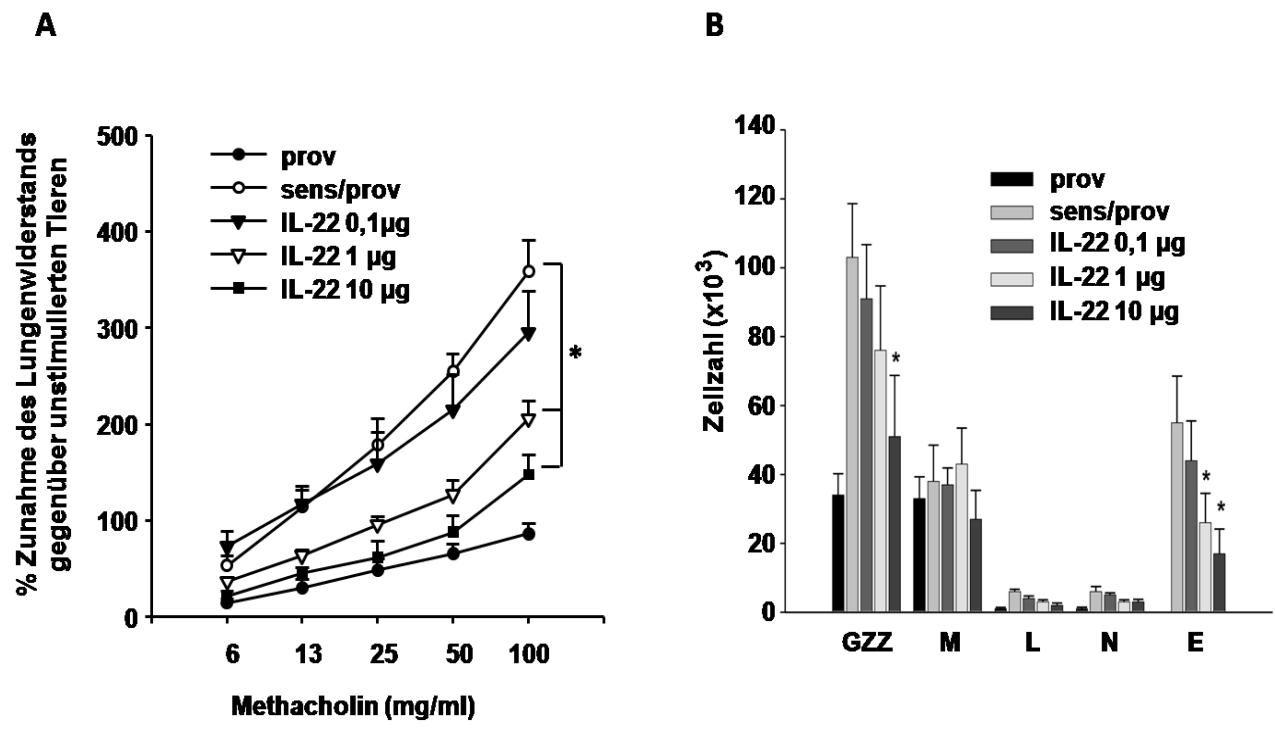 A
% Zunahme des Lungenwiderstands
gegenüber unstimulierten Tieren
500
400
300
200
100
0
prov
sens/prov
IL-22 0,1µg
IL-22 1 µg
IL-22 10 µg
*
6 13 25 50 100
Methacholin (mg/ml)
B
Zellzahl (x10³)
140
120
100
80
60
40
20
0
prov
sens/prov
IL-22 0,1 µg
IL-22 1 µg
IL-22 10 µg
*
*
*
GZZ M L N E